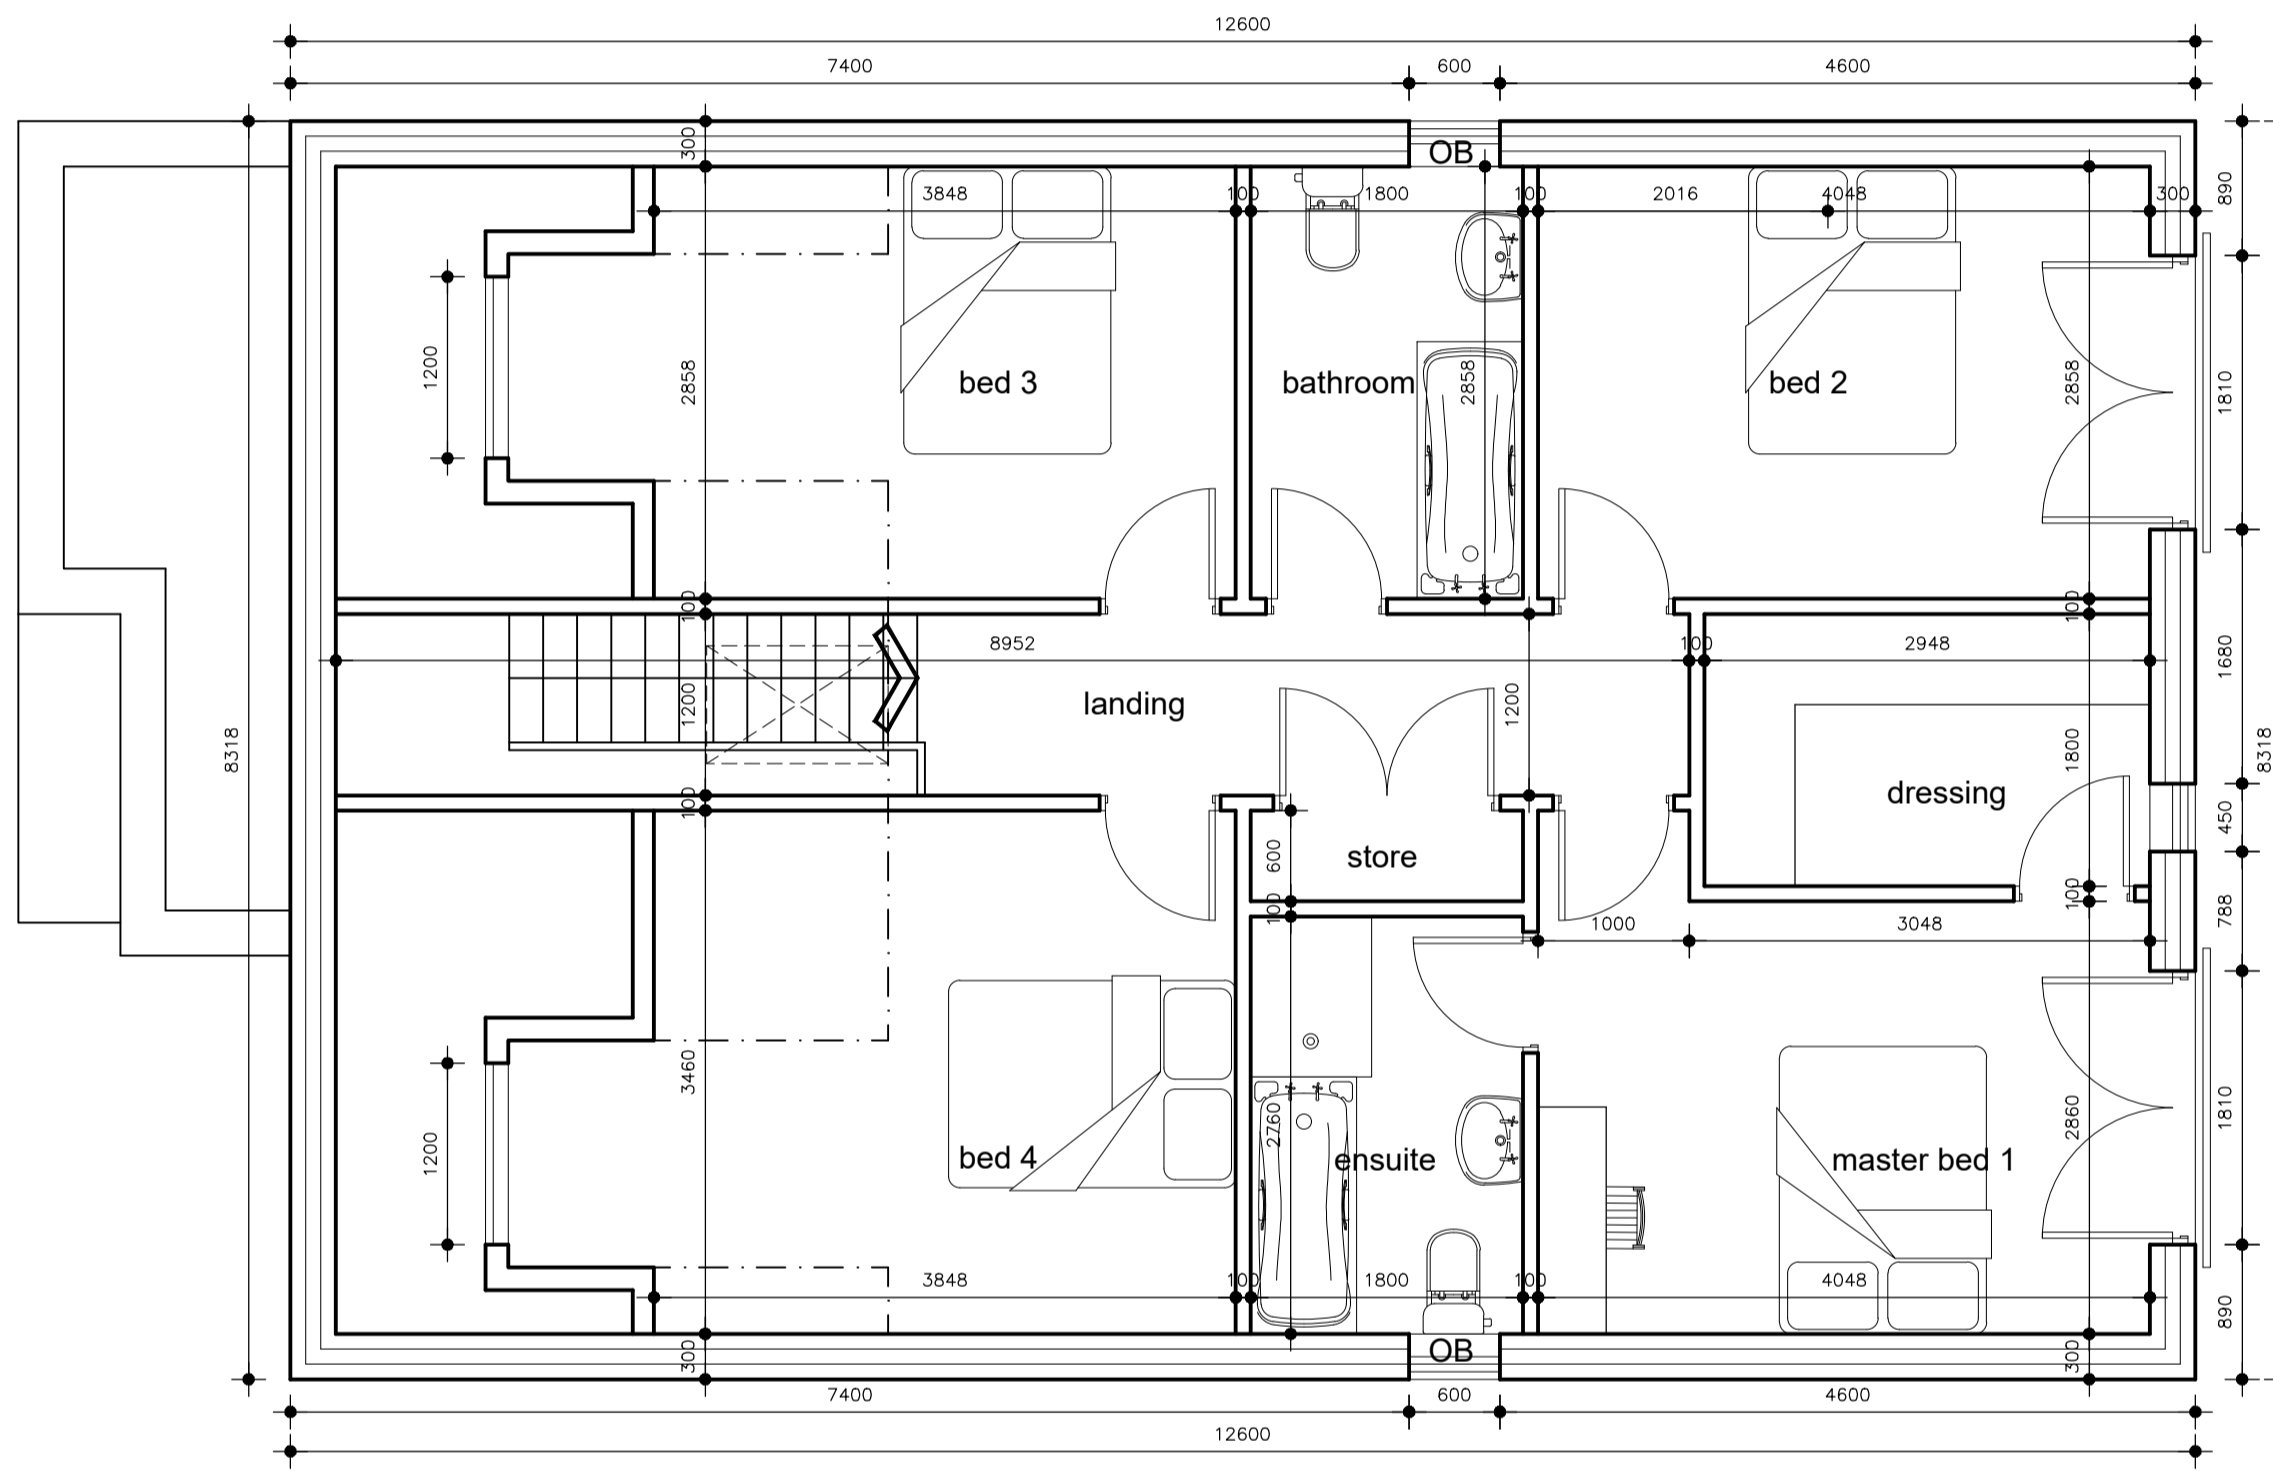 12600
7400 600 4600
300 OB
3848 100 1800 100 2016 4048 300 890
1200 2858 bed 3 bathroom 2858 bed 2 2858 1810
100 100
8952 100 2948 1680
1200 landing 1200
8318 1800 8318
dressing
100 450
600 store
100 100 788
1000 3048
3460
1200 bed 4 2760 ensuite master bed 1 2860 1810
3848 100 1800 100 4048 890
300 OB 300
7400 600 4600
12600